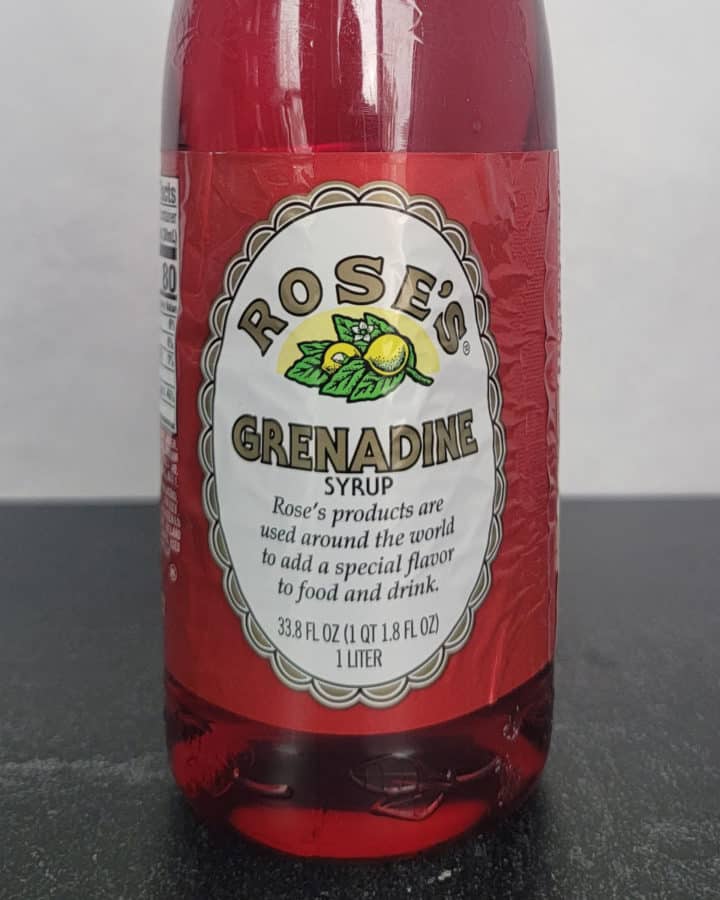 ROSE'S®
GRENADINE
SYRUP
Rose's products are
used around the world
to add a special flavor
to food and drink.
33.8 FL OZ (1 QT 1.8 FL OZ)
1 LITER
80